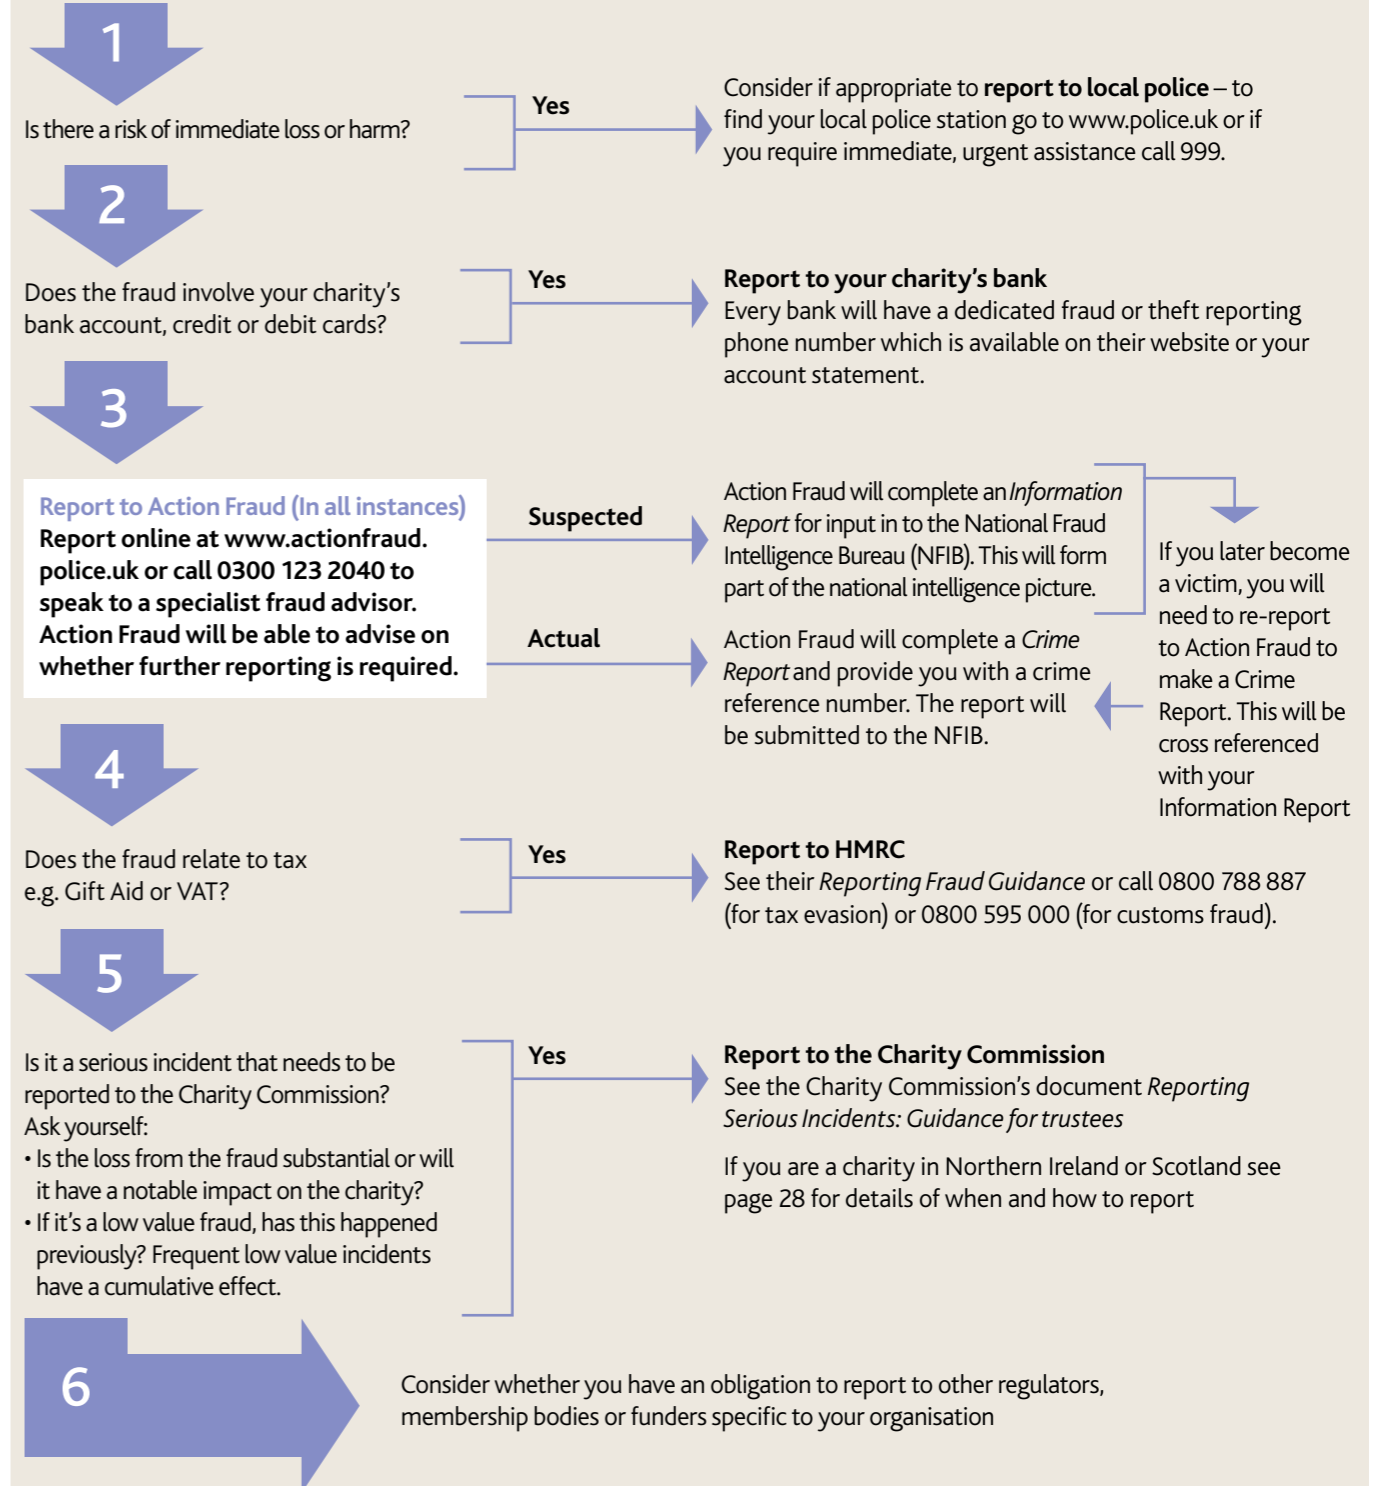 1
Is there a risk of immediate loss or harm?
Yes
Consider if appropriate to report to local police – to
find your local police station go to www.police.uk or if
you require immediate, urgent assistance call 999.
2
Does the fraud involve your charity's
bank account, credit or debit cards?
Yes
Report to your charity's bank
Every bank will have a dedicated fraud or theft reporting
phone number which is available on their website or your
account statement.
3
Report to Action Fraud (In all instances)
Report online at www.actionfraud.
police.uk or call 0300 123 2040 to
speak to a specialist fraud advisor.
Action Fraud will be able to advise on
whether further reporting is required.
Suspected
Action Fraud will complete an Information
Report for input in to the National Fraud
Intelligence Bureau (NFIB). This will form
part of the national intelligence picture.
If you later become
a victim, you will
need to re-report
to Action Fraud to
make a Crime
Report. This will be
cross referenced
with your
Information Report
Actual
Action Fraud will complete a Crime
Report and provide you with a crime
reference number. The report will
be submitted to the NFIB.
4
Does the fraud relate to tax
e.g. Gift Aid or VAT?
Yes
Report to HMRC
See their Reporting Fraud Guidance or call 0800 788 887
(for tax evasion) or 0800 595 000 (for customs fraud).
5
Is it a serious incident that needs to be
reported to the Charity Commission?
Ask yourself:
• Is the loss from the fraud substantial or will
it have a notable impact on the charity?
• If it's a low value fraud, has this happened
previously? Frequent low value incidents
have a cumulative effect.
Yes
Report to the Charity Commission
See the Charity Commission's document Reporting
Serious Incidents: Guidance for trustees
If you are a charity in Northern Ireland or Scotland see
page 28 for details of when and how to report
6
Consider whether you have an obligation to report to other regulators,
membership bodies or funders specific to your organisation